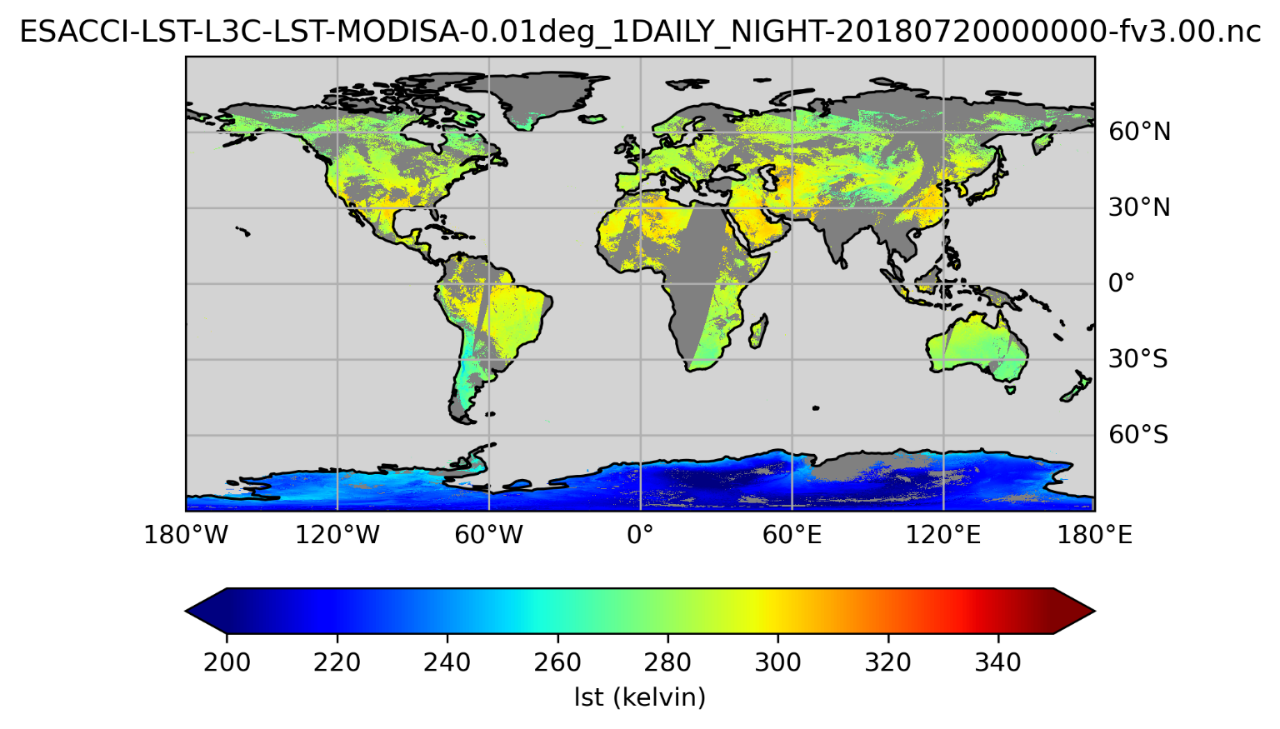 ESACCI-LST-L3C-LST-MODISA-0.01deg_1DAILY_NIGHT-20180720000000-fv3.00.nc
60°N
30°N
0°
30°S
60°S
180°W 120°W 60°W 0° 60°E 120°E 180°E
200 220 240 260 280 300 320 340
lst (kelvin)